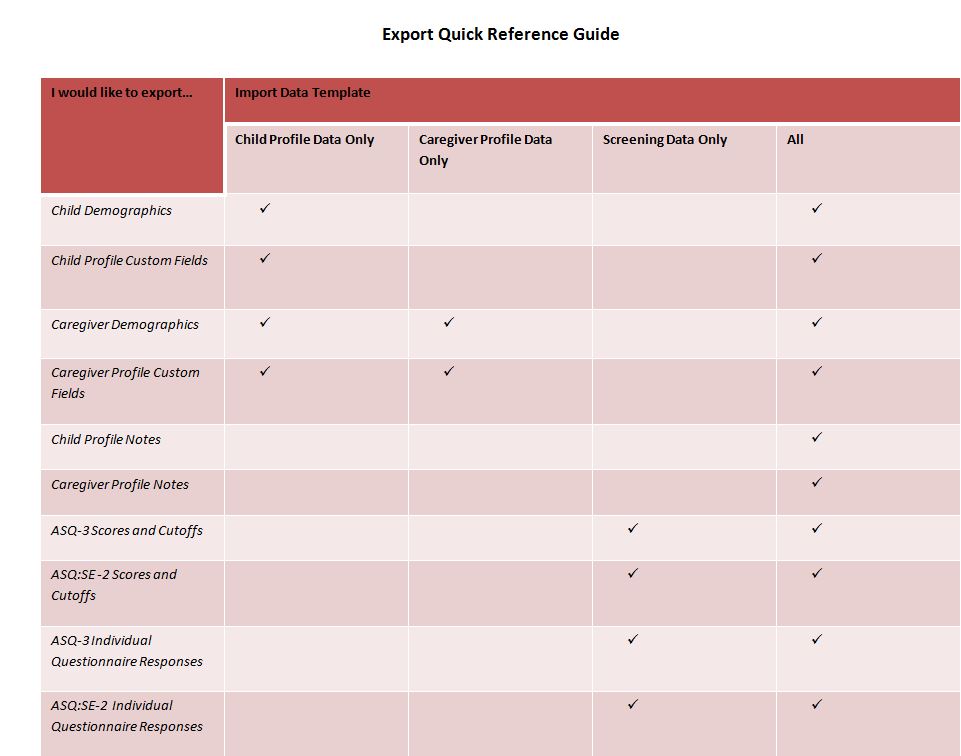 Export Quick Reference Guide
I would like to export...
Import Data Template
Child Profile Data Only
Caregiver Profile Data
Only
Screening Data Only
All
Child Demographics ✓ ✓
Child Profile Custom Fields ✓ ✓
Caregiver Demographics ✓ ✓ ✓
Caregiver Profile Custom ✓ ✓ ✓
Fields
Child Profile Notes ✓
Caregiver Profile Notes ✓
ASQ-3 Scores and Cutoffs ✓ ✓
ASQ:SE-2 Scores and ✓ ✓
Cutoffs
ASQ-3 Individual ✓ ✓
Questionnaire Responses
ASQ:SE-2 Individual ✓ ✓
Questionnaire Responses